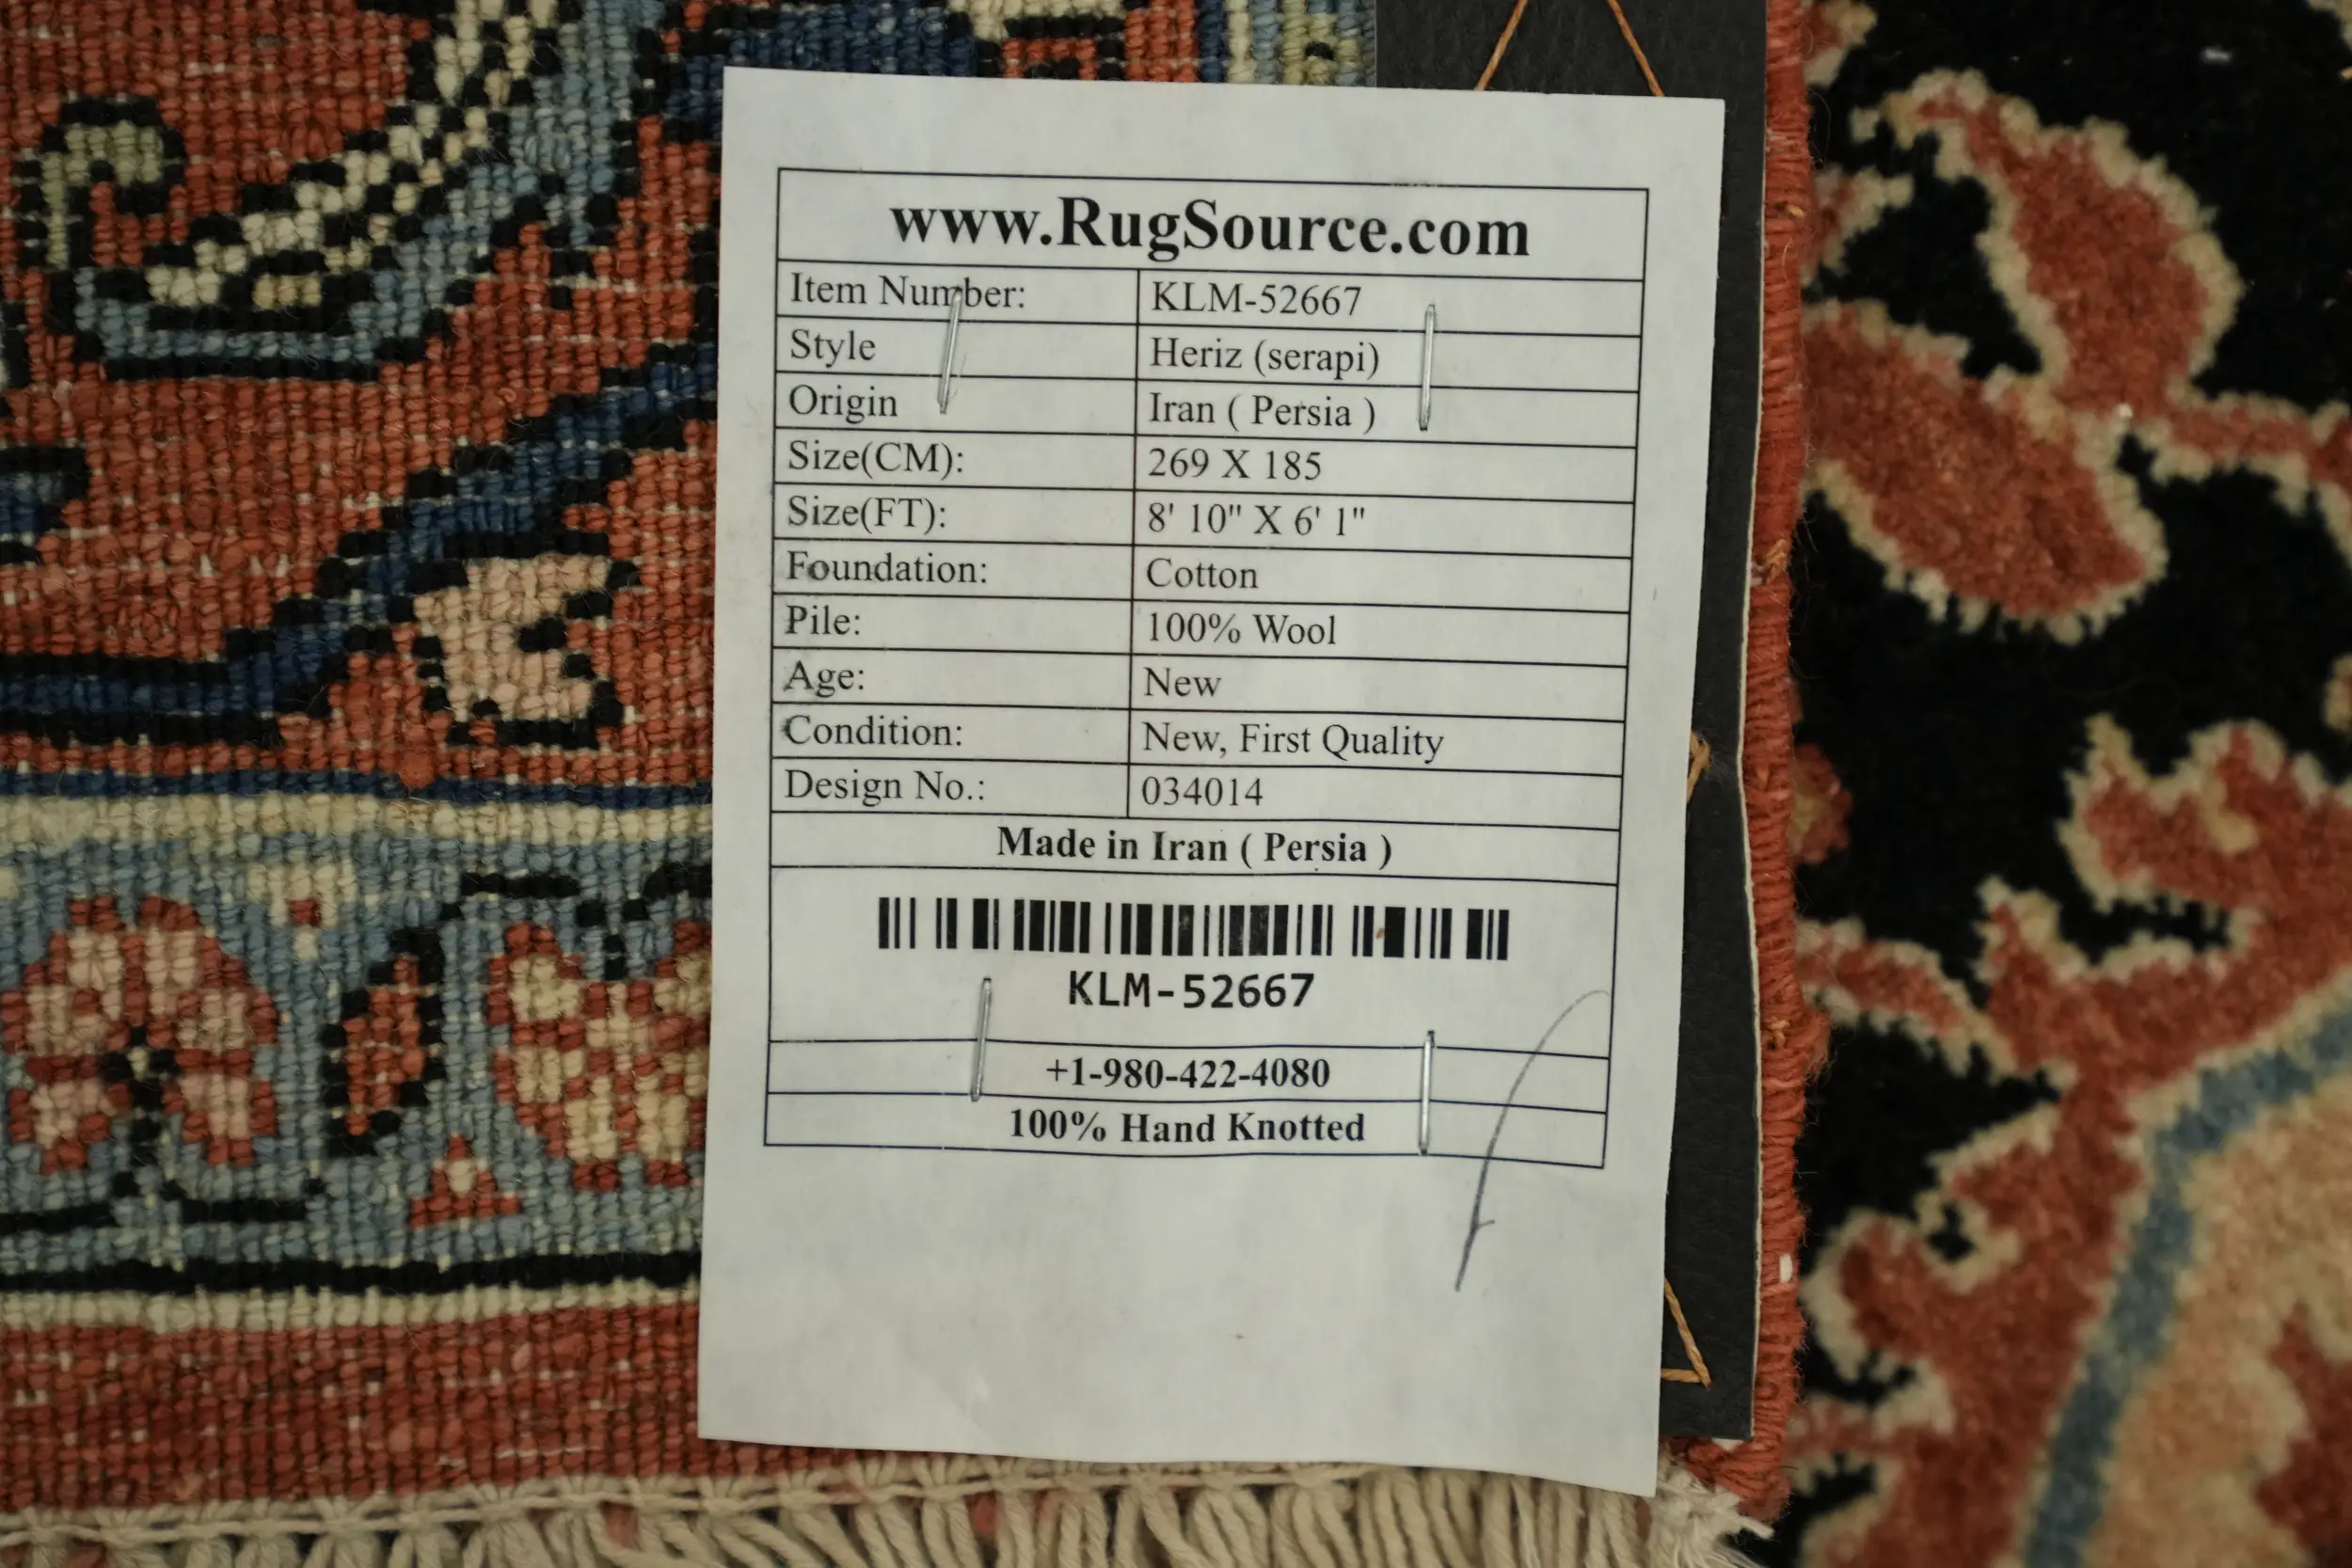 www.RugSource.com
Item Number: KLM-52667
Style Heriz (serapi)
Origin Iran ( Persia )
Size(CM): 269 X 185
Size(FT): 8' 10" X 6' 1"
Foundation: Cotton
Pile: 100% Wool
Age: New
Condition: New, First Quality
Design No.: 034014
Made in Iran ( Persia )
KLM-52667
+1-980-422-4080
100% Hand Knotted